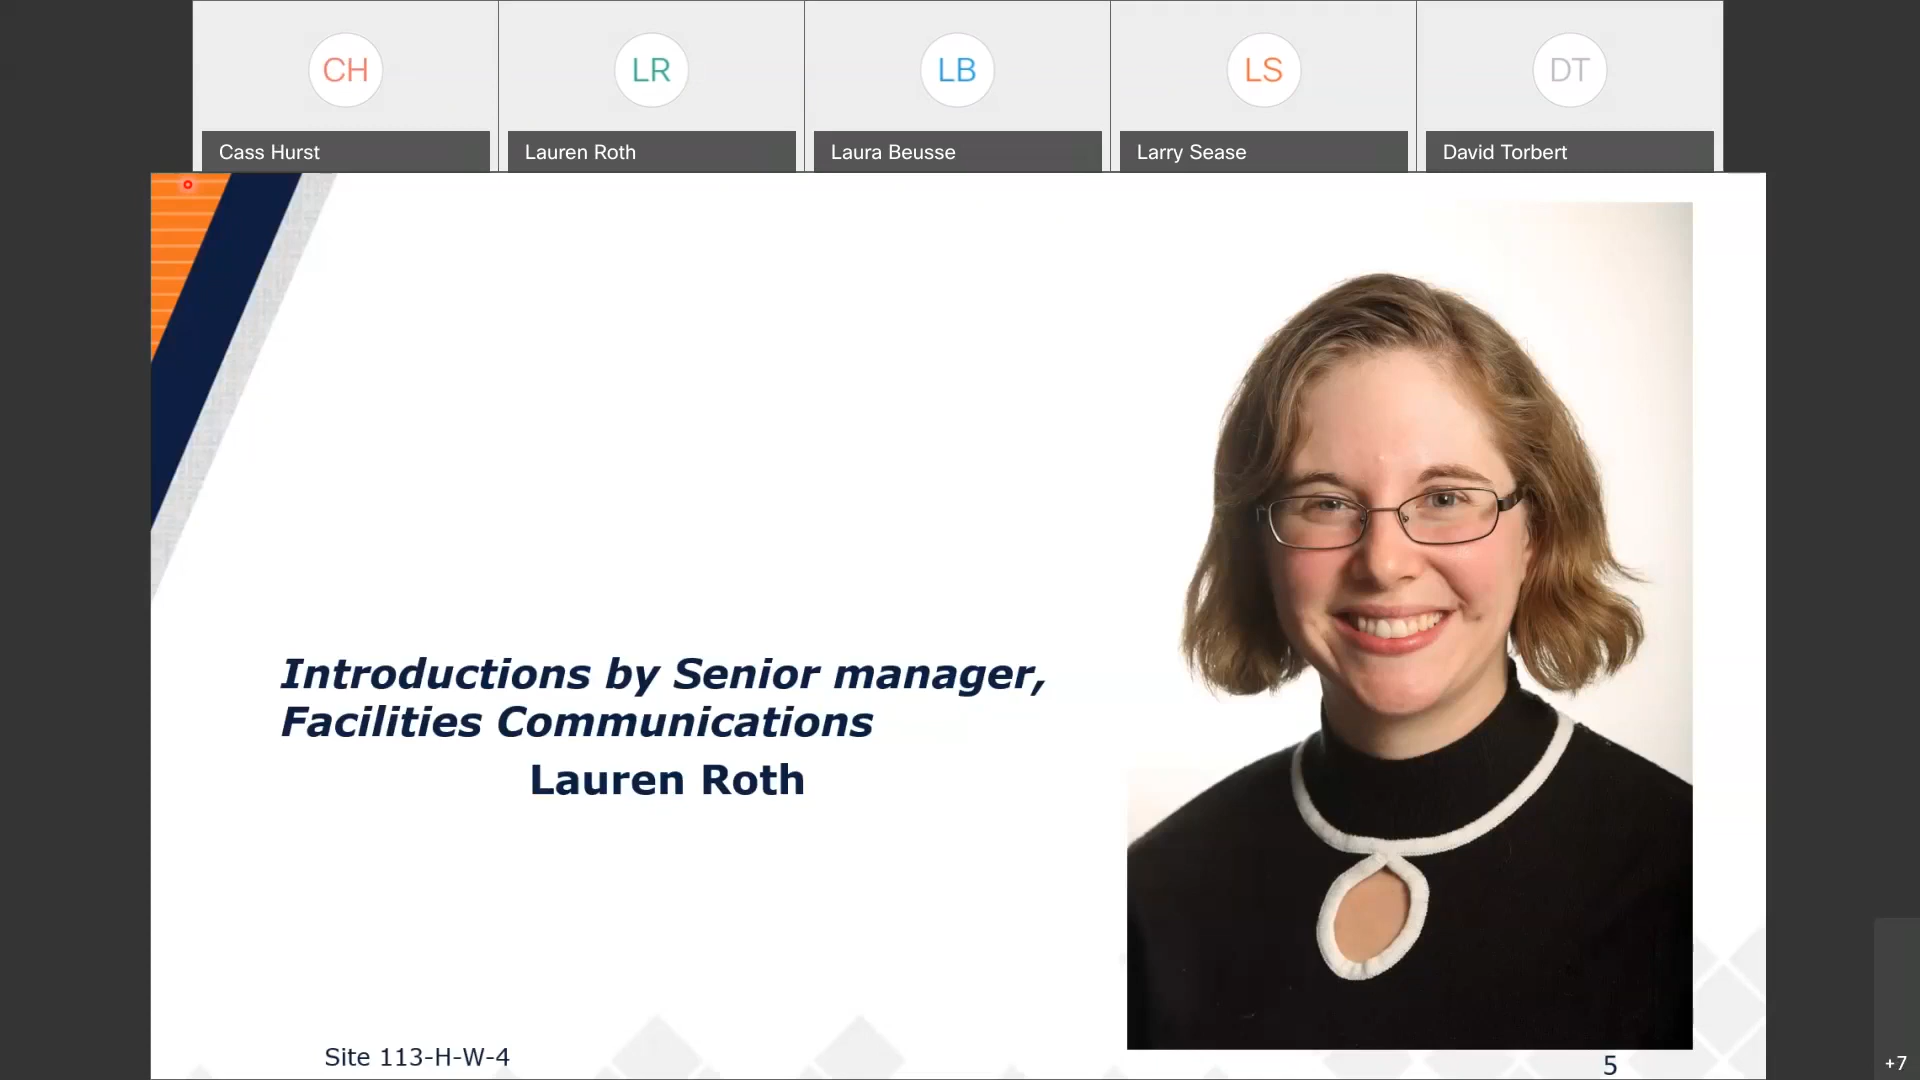 CH
LR
LB
LS
DT
Cass Hurst
Lauren Roth
Laura Beusse
Larry Sease
David Torbert
Introductions by Senior manager,
Facilities Communications
Lauren Roth
Site 113-H-W-4
5
+7